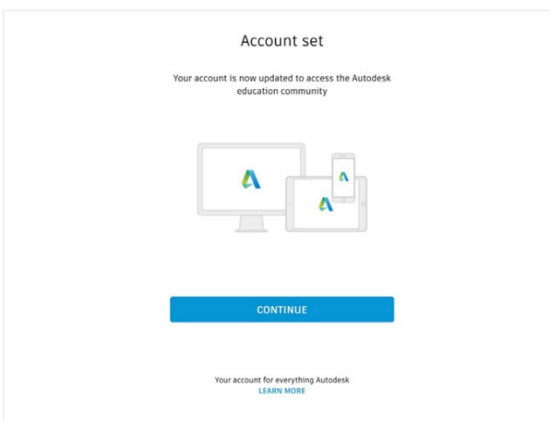 Account set
Your account is now updated to access the Autodesk
education community
CONTINUE
Your account for everything Autodesk
LEARN MORE